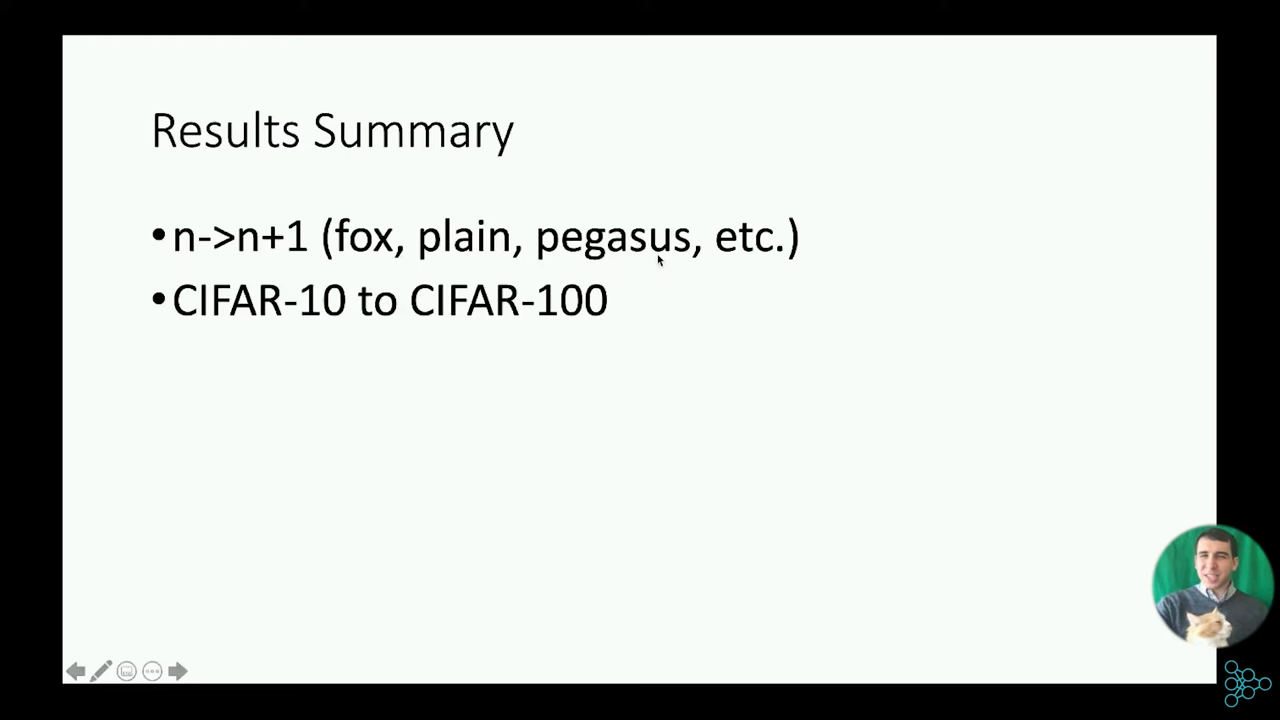 Results Summary
•n->n+1 (fox, plain, pegasus, etc.)
•CIFAR-10 to CIFAR-100